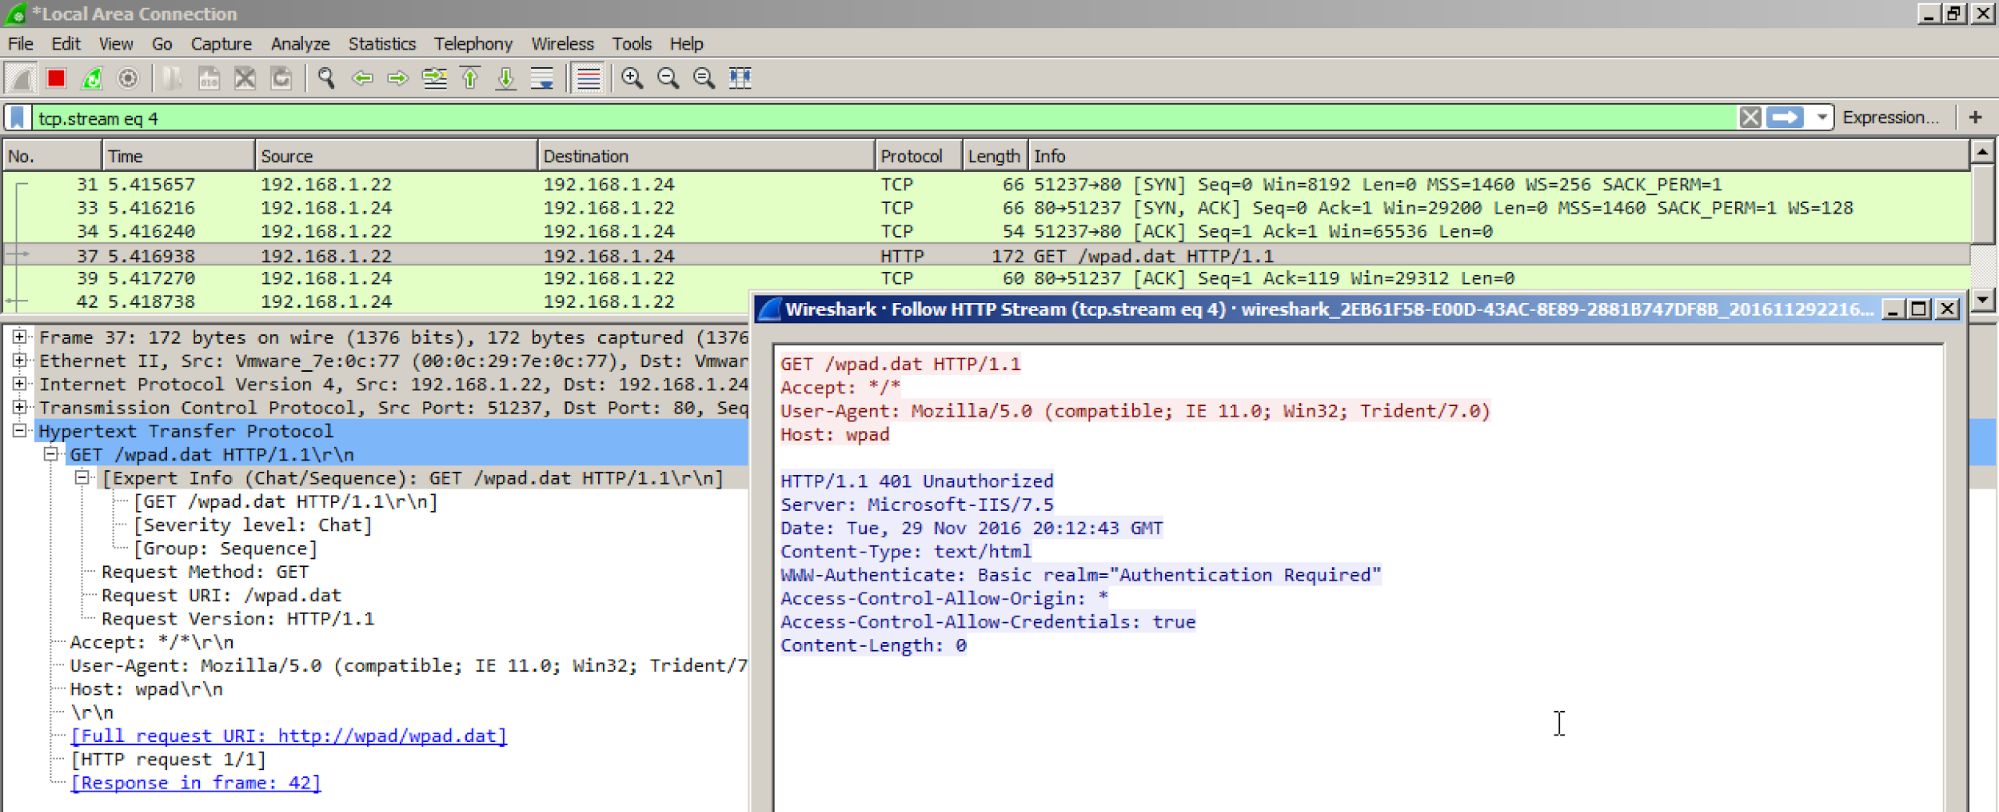 *Local Area Connection
File Edit View Go Capture Analyze Statistics Telephony Wireless Tools Help
tcp.stream eq 4 Expression... +
No. Time Source Destination Protocol Length Info
31 5.415657 192.168.1.22 192.168.1.24 TCP 66 51237→80 [SYN] Seq=0 Win=8192 Len=0 MSS=1460 WS=256 SACK_PERM=1
33 5.416216 192.168.1.24 192.168.1.22 TCP 66 80→51237 [SYN, ACK] Seq=0 Ack=1 Win=29200 Len=0 MSS=1460 SACK_PERM=1 WS=128
34 5.416240 192.168.1.22 192.168.1.24 TCP 54 51237→80 [ACK] Seq=1 Ack=1 Win=65536 Len=0
37 5.416938 192.168.1.22 192.168.1.24 HTTP 172 GET /wpad.dat HTTP/1.1
39 5.417270 192.168.1.24 192.168.1.22 TCP 60 80→51237 [ACK] Seq=1 Ack=119 Win=29312 Len=0
42 5.418738 192.168.1.24 192.168.1.22
Frame 37: 172 bytes on wire (1376 bits), 172 bytes captured (1376
Ethernet II, Src: Vmware_7e:0c:77 (00:0c:29:7e:0c:77), Dst: Vmwar
Internet Protocol Version 4, Src: 192.168.1.22, Dst: 192.168.1.24
Transmission Control Protocol, Src Port: 51237, Dst Port: 80, Seq
Hypertext Transfer Protocol
GET /wpad.dat HTTP/1.1\r\n
[Expert Info (Chat/Sequence): GET /wpad.dat HTTP/1.1\r\n]
[GET /wpad.dat HTTP/1.1\r\n]
[Severity level: Chat]
[Group: Sequence]
Request Method: GET
Request URI: /wpad.dat
Request Version: HTTP/1.1
Accept: */*\r\n
User-Agent: Mozilla/5.0 (compatible; IE 11.0; Win32; Trident/7
Host: wpad\r\n
\r\n
[Full request URI: http://wpad/wpad.dat]
[HTTP request 1/1]
[Response in frame: 42]
Wireshark · Follow HTTP Stream (tcp.stream eq 4) · wireshark_2EB61F58-E00D-43AC-8E89-2881B747DF8B_201611292216...
GET /wpad.dat HTTP/1.1
Accept: */*
User-Agent: Mozilla/5.0 (compatible; IE 11.0; Win32; Trident/7.0)
Host: wpad
HTTP/1.1 401 Unauthorized
Server: Microsoft-IIS/7.5
Date: Tue, 29 Nov 2016 20:12:43 GMT
Content-Type: text/html
WWW-Authenticate: Basic realm="Authentication Required"
Access-Control-Allow-Origin: *
Access-Control-Allow-Credentials: true
Content-Length: 0